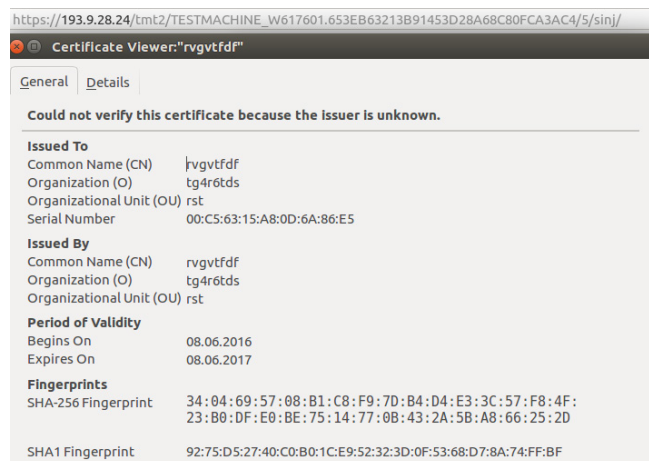 https://193.9.28.24/tmt2/TESTMACHINE_W617601.653EB63213B91453D28A68C80FCA3AC4/5/sinj/
Certificate Viewer:"rvgvtfdf"
General Details
Could not verify this certificate because the issuer is unknown.
Issued To
Common Name (CN) rvgvtfdf
Organization (O) tg4r6tds
Organizational Unit (OU) rst
Serial Number 00:C5:63:15:A8:0D:6A:86:E5
Issued By
Common Name (CN) rvgvtfdf
Organization (O) tg4r6tds
Organizational Unit (OU) rst
Period of Validity
Begins On 08.06.2016
Expires On 08.06.2017
Fingerprints
SHA-256 Fingerprint 34:04:69:57:08:B1:C8:F9:7D:B4:D4:E3:3C:57:F8:4F:
23:B0:DF:E0:BE:75:14:77:0B:43:2A:5B:A8:66:25:2D
SHA1 Fingerprint 92:75:D5:27:40:C0:B0:1C:E9:52:32:3D:0F:53:68:D7:8A:74:FF:BF